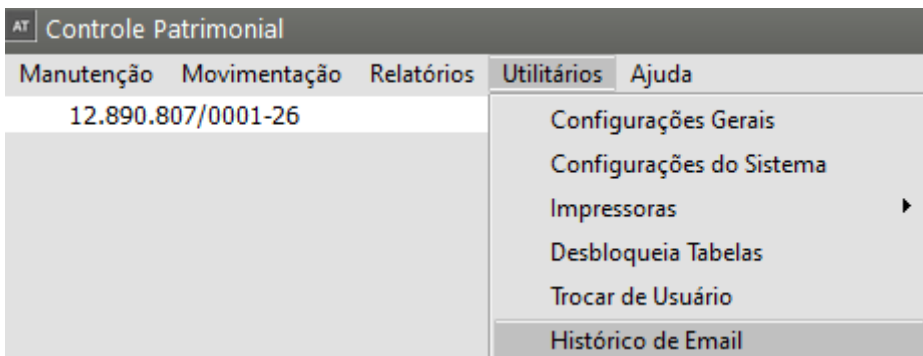 AT Controle Patrimonial
Manutenção Movimentação Relatórios Utilitários Ajuda
12.890.807/0001-26
Configurações Gerais
Configurações do Sistema
Impressoras
Desbloqueia Tabelas
Trocar de Usuário
Histórico de Email